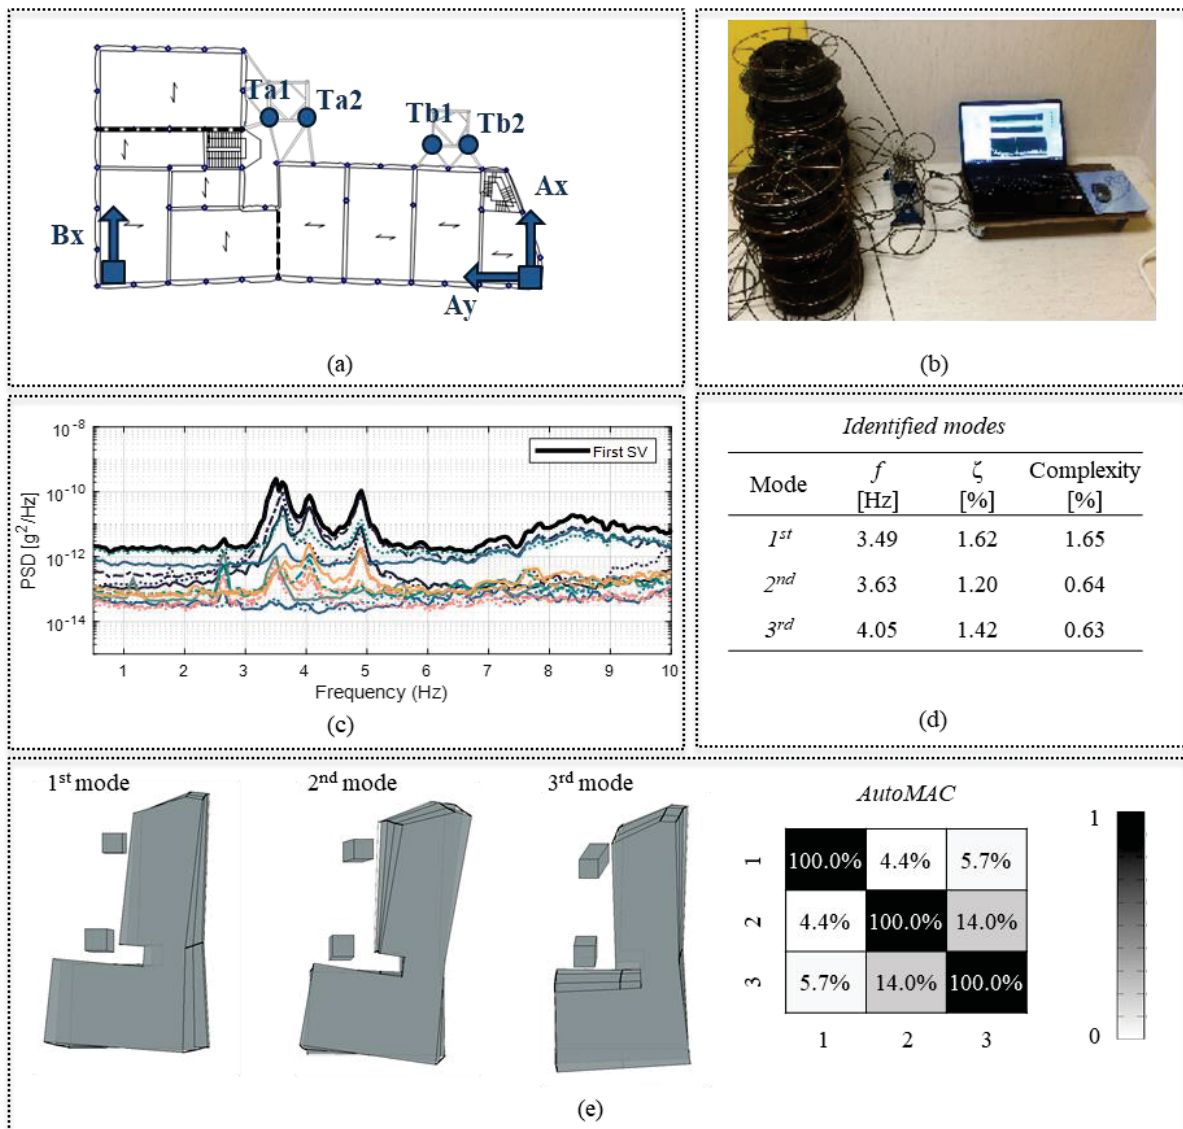 Ta1
Ta2
Tb1
Tb2
Ax
Bx
Ay
(a)
(b)
10⁻⁸
10⁻¹⁰
10⁻¹²
10⁻¹⁴
PSD [g²/Hz]
First SV
1 2 3 4 5 6 7 8 9 10
Frequency (Hz)
(c)
Identified modes
Mode f [Hz] ζ [%] Complexity [%]
1st 3.49 1.62 1.65
2nd 3.63 1.20 0.64
3rd 4.05 1.42 0.63
(d)
1st mode
2nd mode
3rd mode
AutoMAC
1 100.0% 4.4% 5.7%
2 4.4% 100.0% 14.0%
3 5.7% 14.0% 100.0%
1 2 3
1
0
(e)